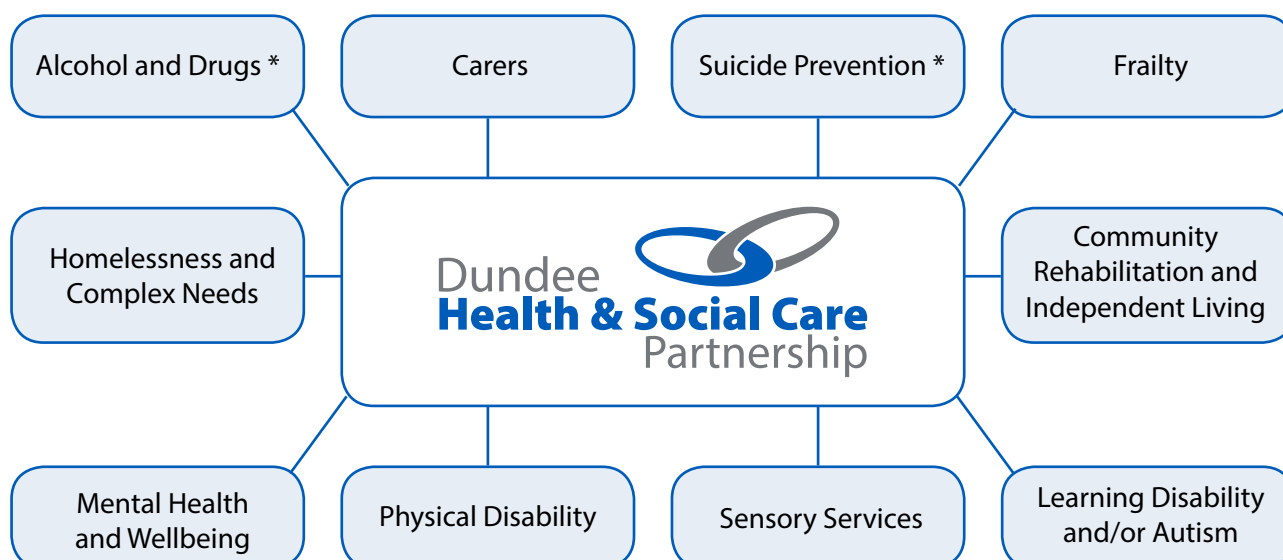 Alcohol and Drugs *
Carers
Suicide Prevention *
Frailty
Homelessness and
Complex Needs
Dundee
Health & Social Care
Partnership
Community
Rehabilitation and
Independent Living
Mental Health
and Wellbeing
Physical Disability
Sensory Services
Learning Disability
and/or Autism